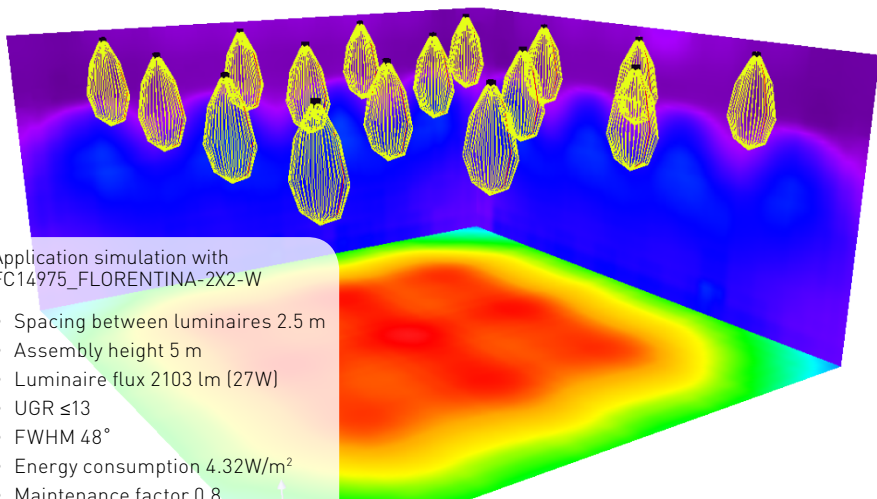 Application simulation with
FC14975_FLORENTINA-2X2-W
· Spacing between luminaires 2.5 m
· Assembly height 5 m
· Luminaire flux 2103 lm (27W)
· UGR ≤13
· FWHM 48°
· Energy consumption 4.32W/m²
· Maintenance factor 0.8